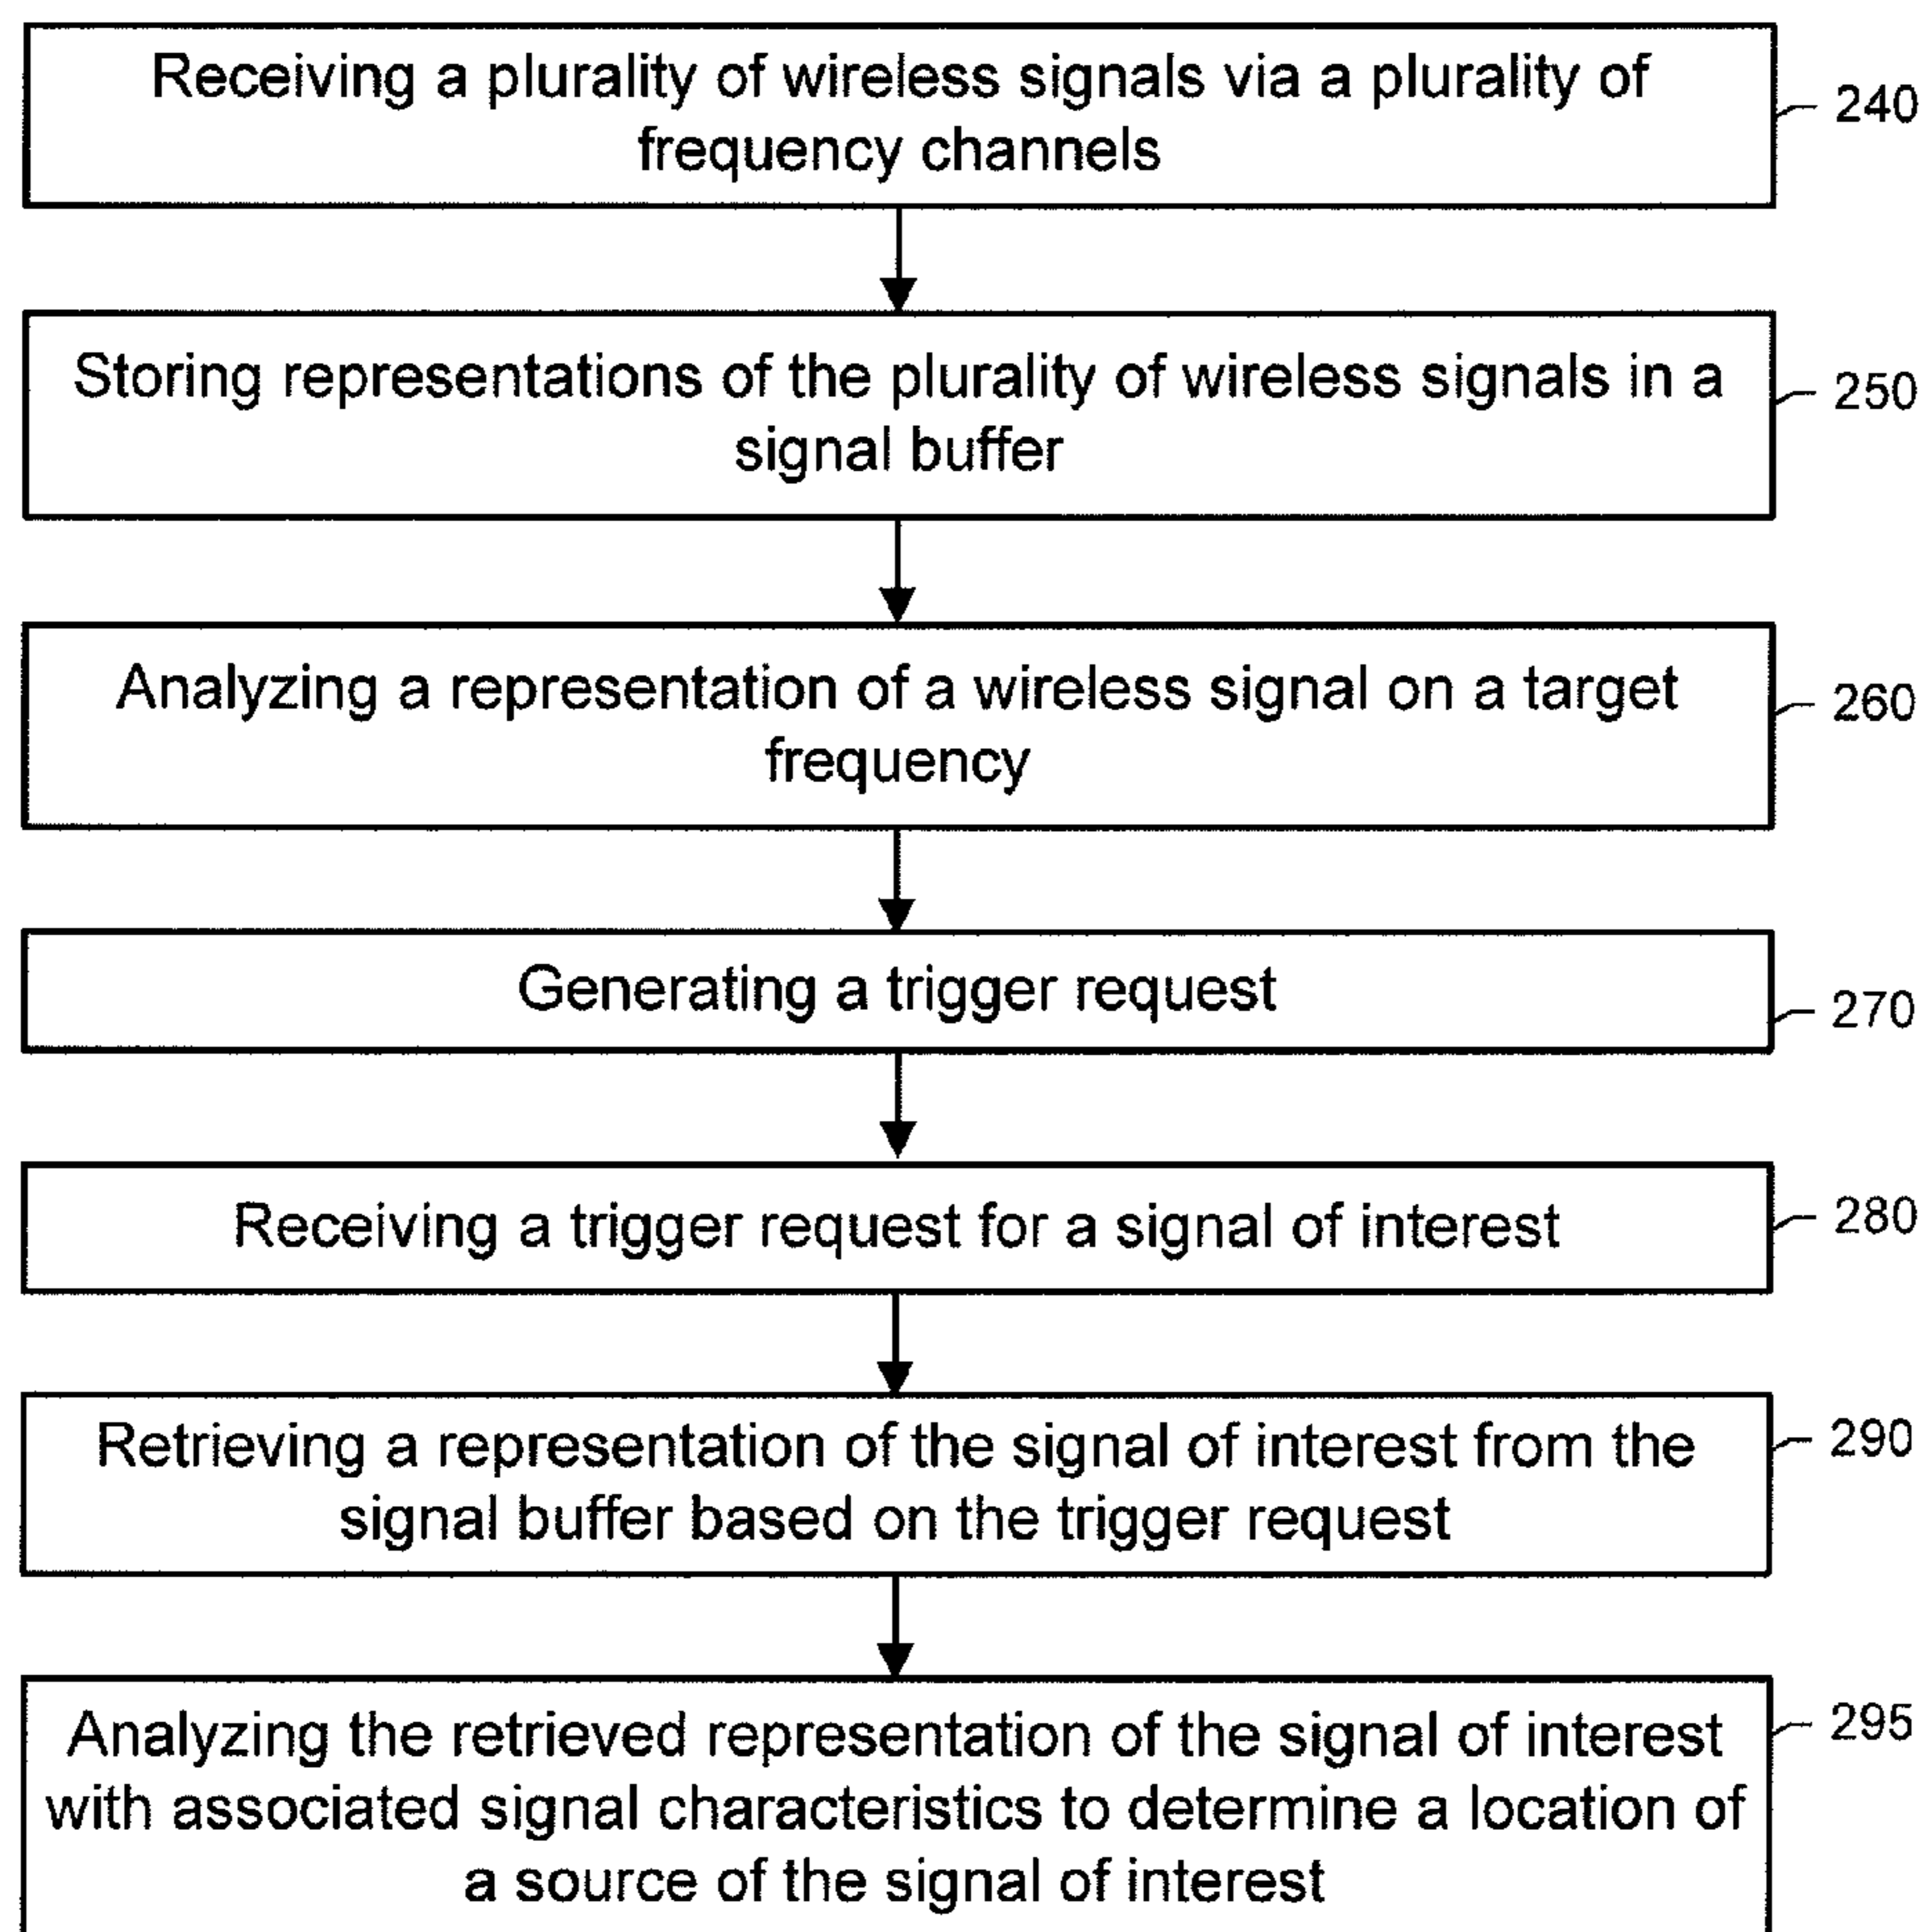 Receiving a plurality of wireless signals via a plurality of
frequency channels
240
Storing representations of the plurality of wireless signals in a
signal buffer
250
Analyzing a representation of a wireless signal on a target
frequency
260
Generating a trigger request
270
Receiving a trigger request for a signal of interest
280
Retrieving a representation of the signal of interest from the
signal buffer based on the trigger request
290
Analyzing the retrieved representation of the signal of interest
with associated signal characteristics to determine a location of
a source of the signal of interest
295